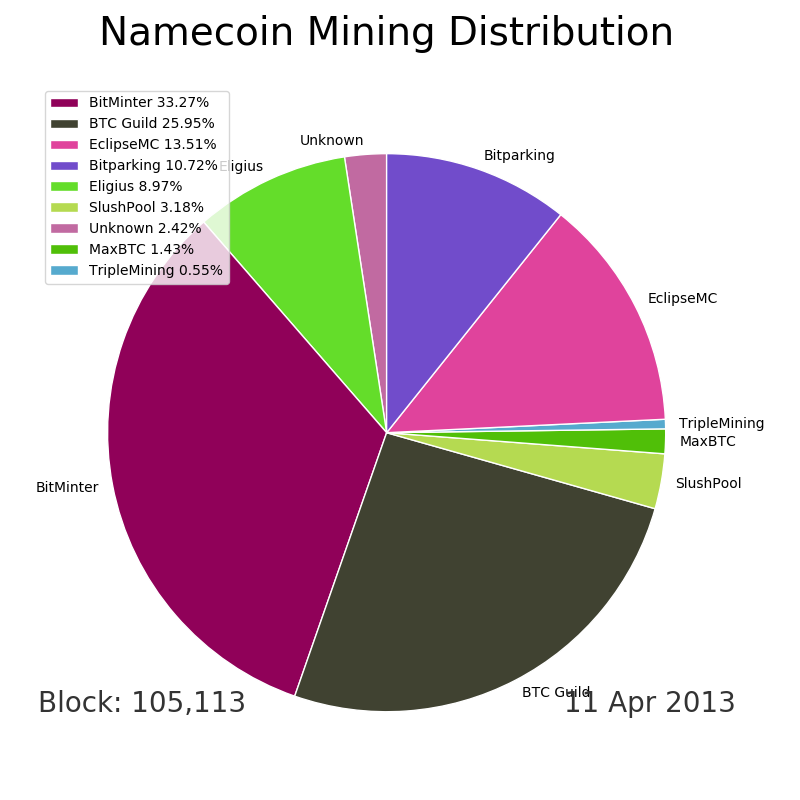 Namecoin Mining Distribution
BitMinter 33.27%
BTC Guild 25.95%
EclipseMC 13.51%
Bitparking 10.72%
Eligius 8.97%
SlushPool 3.18%
Unknown 2.42%
MaxBTC 1.43%
TripleMining 0.55%
Unknown
Bitparking
Eligius
EclipseMC
TripleMining
MaxBTC
SlushPool
BitMinter
BTC Guild
Block: 105,113
11 Apr 2013